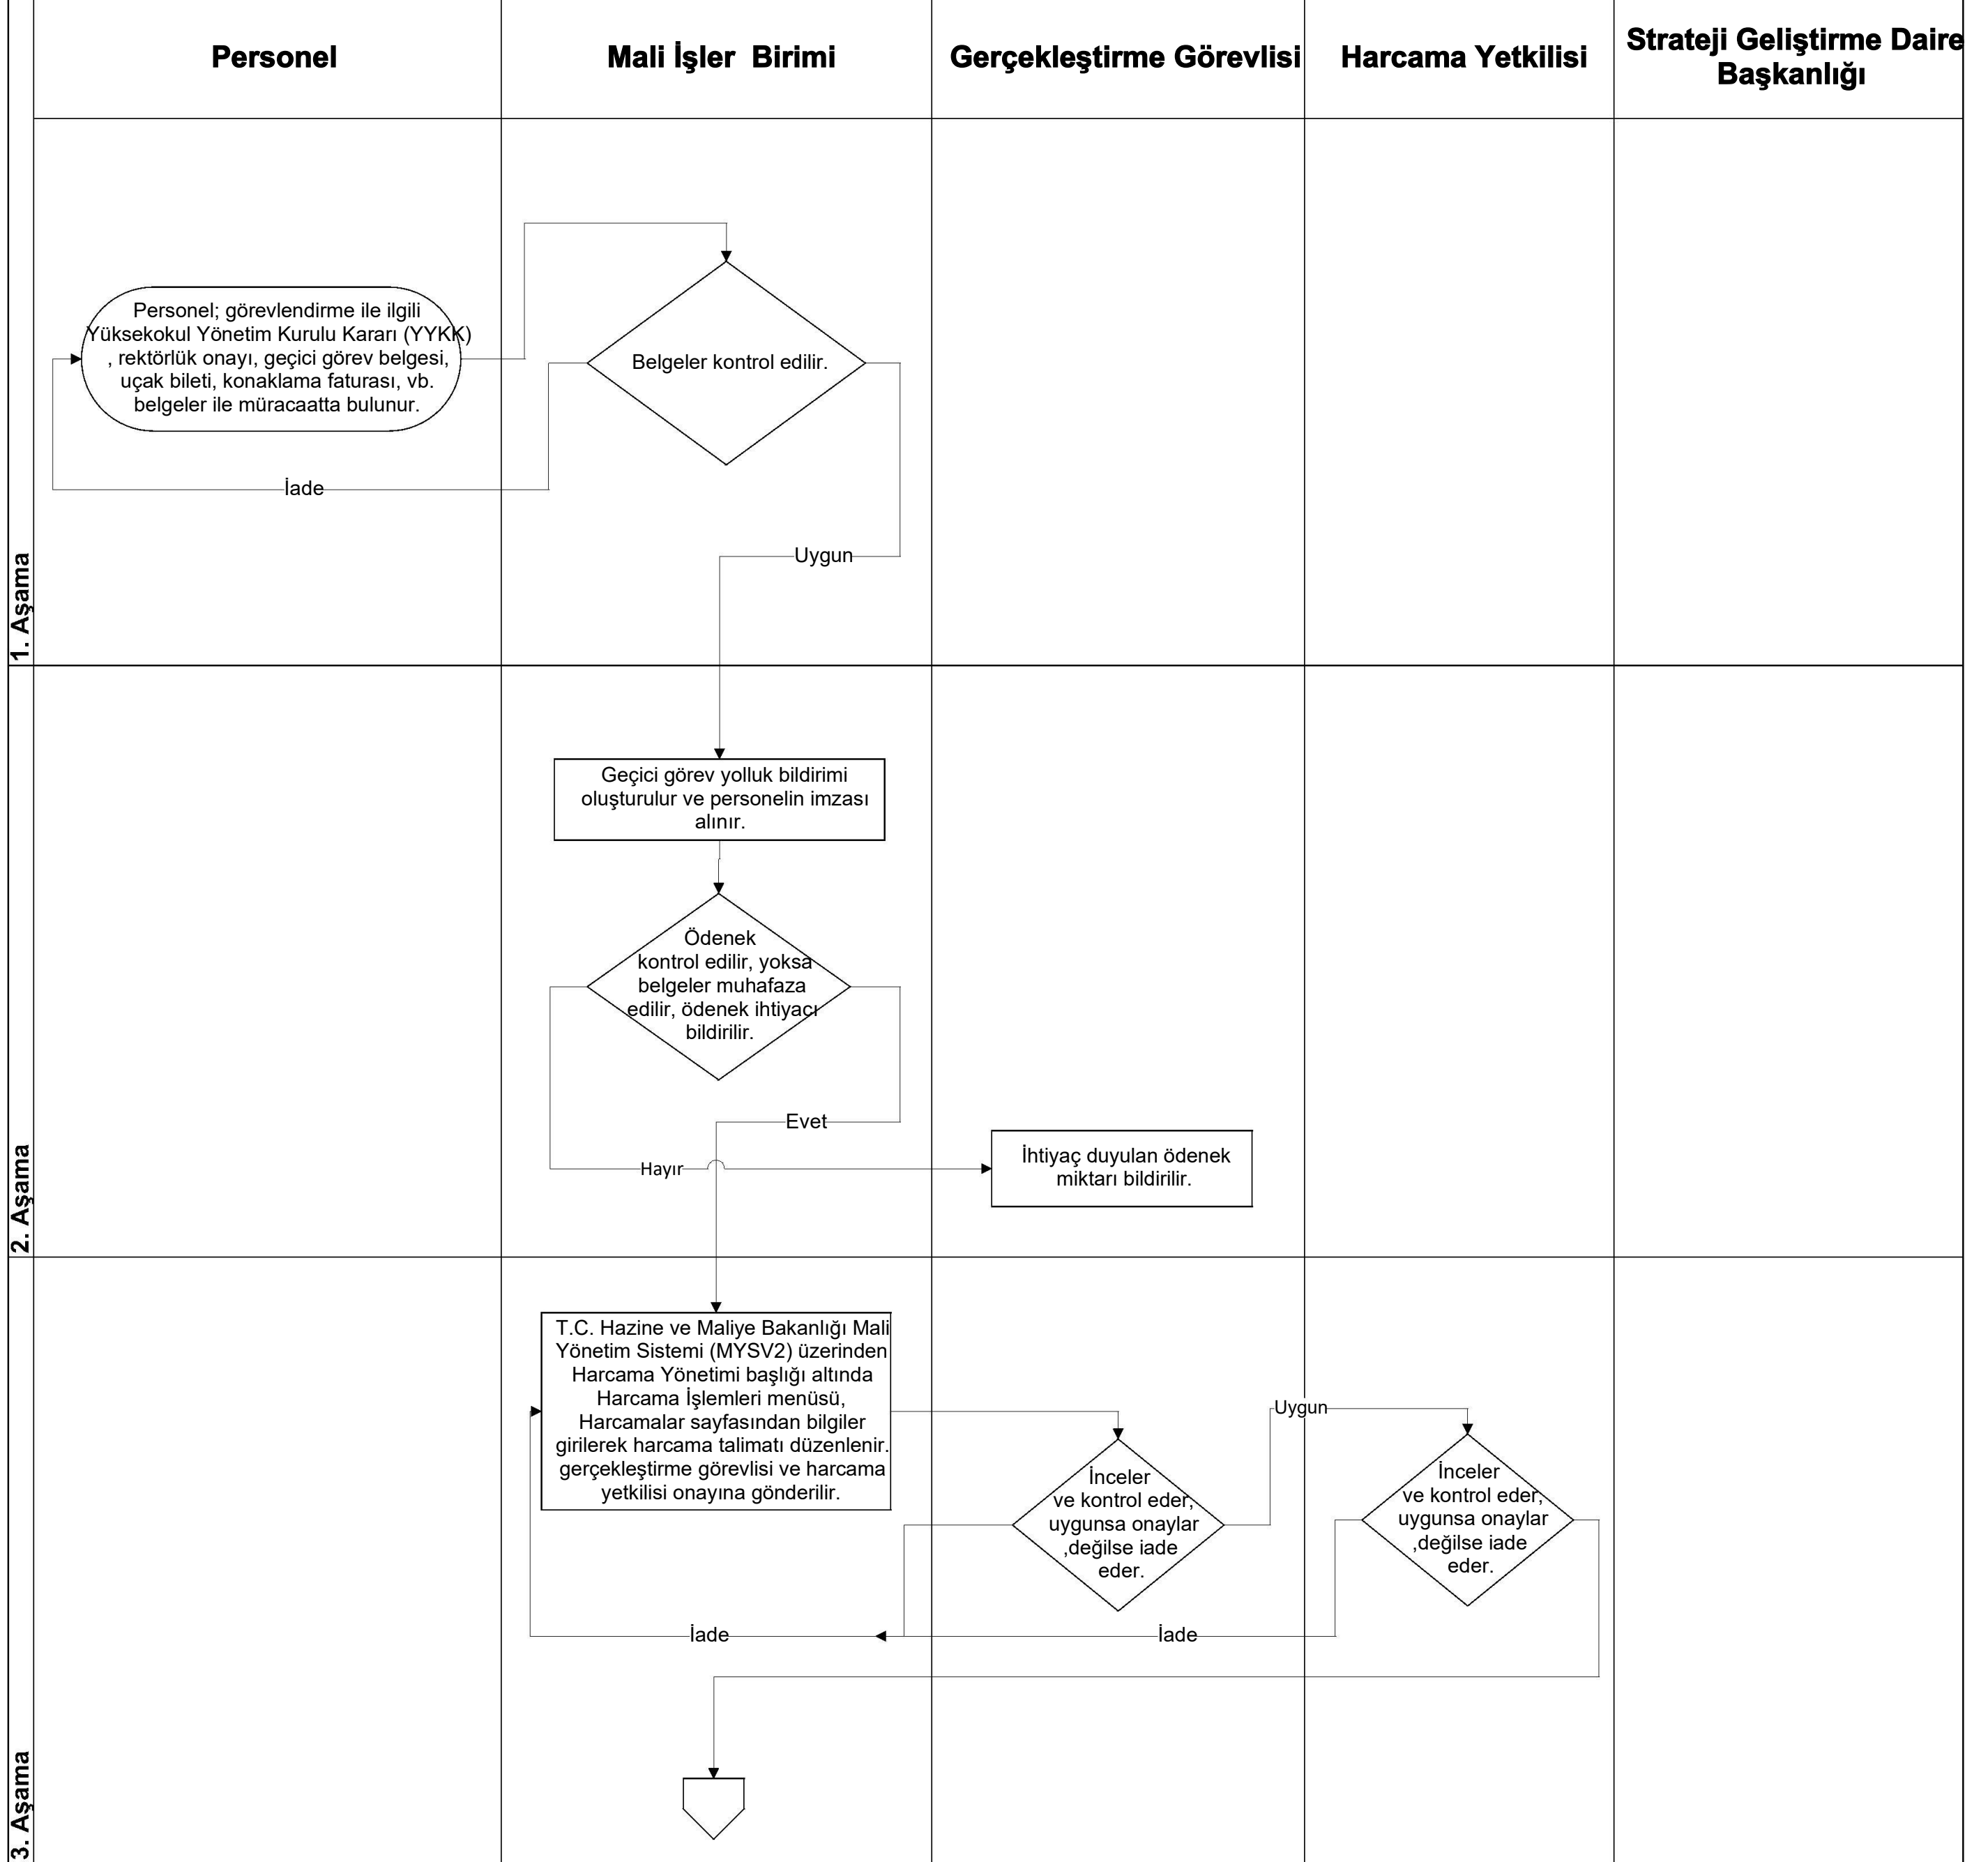 Personel
Mali İşler  Birimi
Gerçekleştirme Görevlisi
Harcama Yetkilisi
Strateji Geliştirme Daire
Başkanlığı
1. Aşama
Personel; görevlendirme ile ilgili
Yüksekokul Yönetim Kurulu Kararı (YYKK)
, rektörlük onayı, geçici görev belgesi,
uçak bileti, konaklama faturası, vb.
belgeler ile müracaatta bulunur.
Belgeler kontrol edilir.
İade
Uygun
2. Aşama
Geçici görev yolluk bildirimi
oluşturulur ve personelin imzası
alınır.
Ödenek
kontrol edilir, yoksa
belgeler muhafaza
edilir, ödenek ihtiyacı
bildirilir.
Evet
Hayır
İhtiyaç duyulan ödenek
miktarı bildirilir.
3. Aşama
T.C. Hazine ve Maliye Bakanlığı Mali
Yönetim Sistemi (MYSV2) üzerinden
Harcama Yönetimi başlığı altında
Harcama İşlemleri menüsü,
Harcamalar sayfasından bilgiler
girilerek harcama talimatı düzenlenir.
gerçekleştirme görevlisi ve harcama
yetkilisi onayına gönderilir.
İnceler
ve kontrol eder,
uygunsa onaylar
,değilse iade
eder.
Uygun
İnceler
ve kontrol eder,
uygunsa onaylar
,değilse iade
eder.
İade
İade